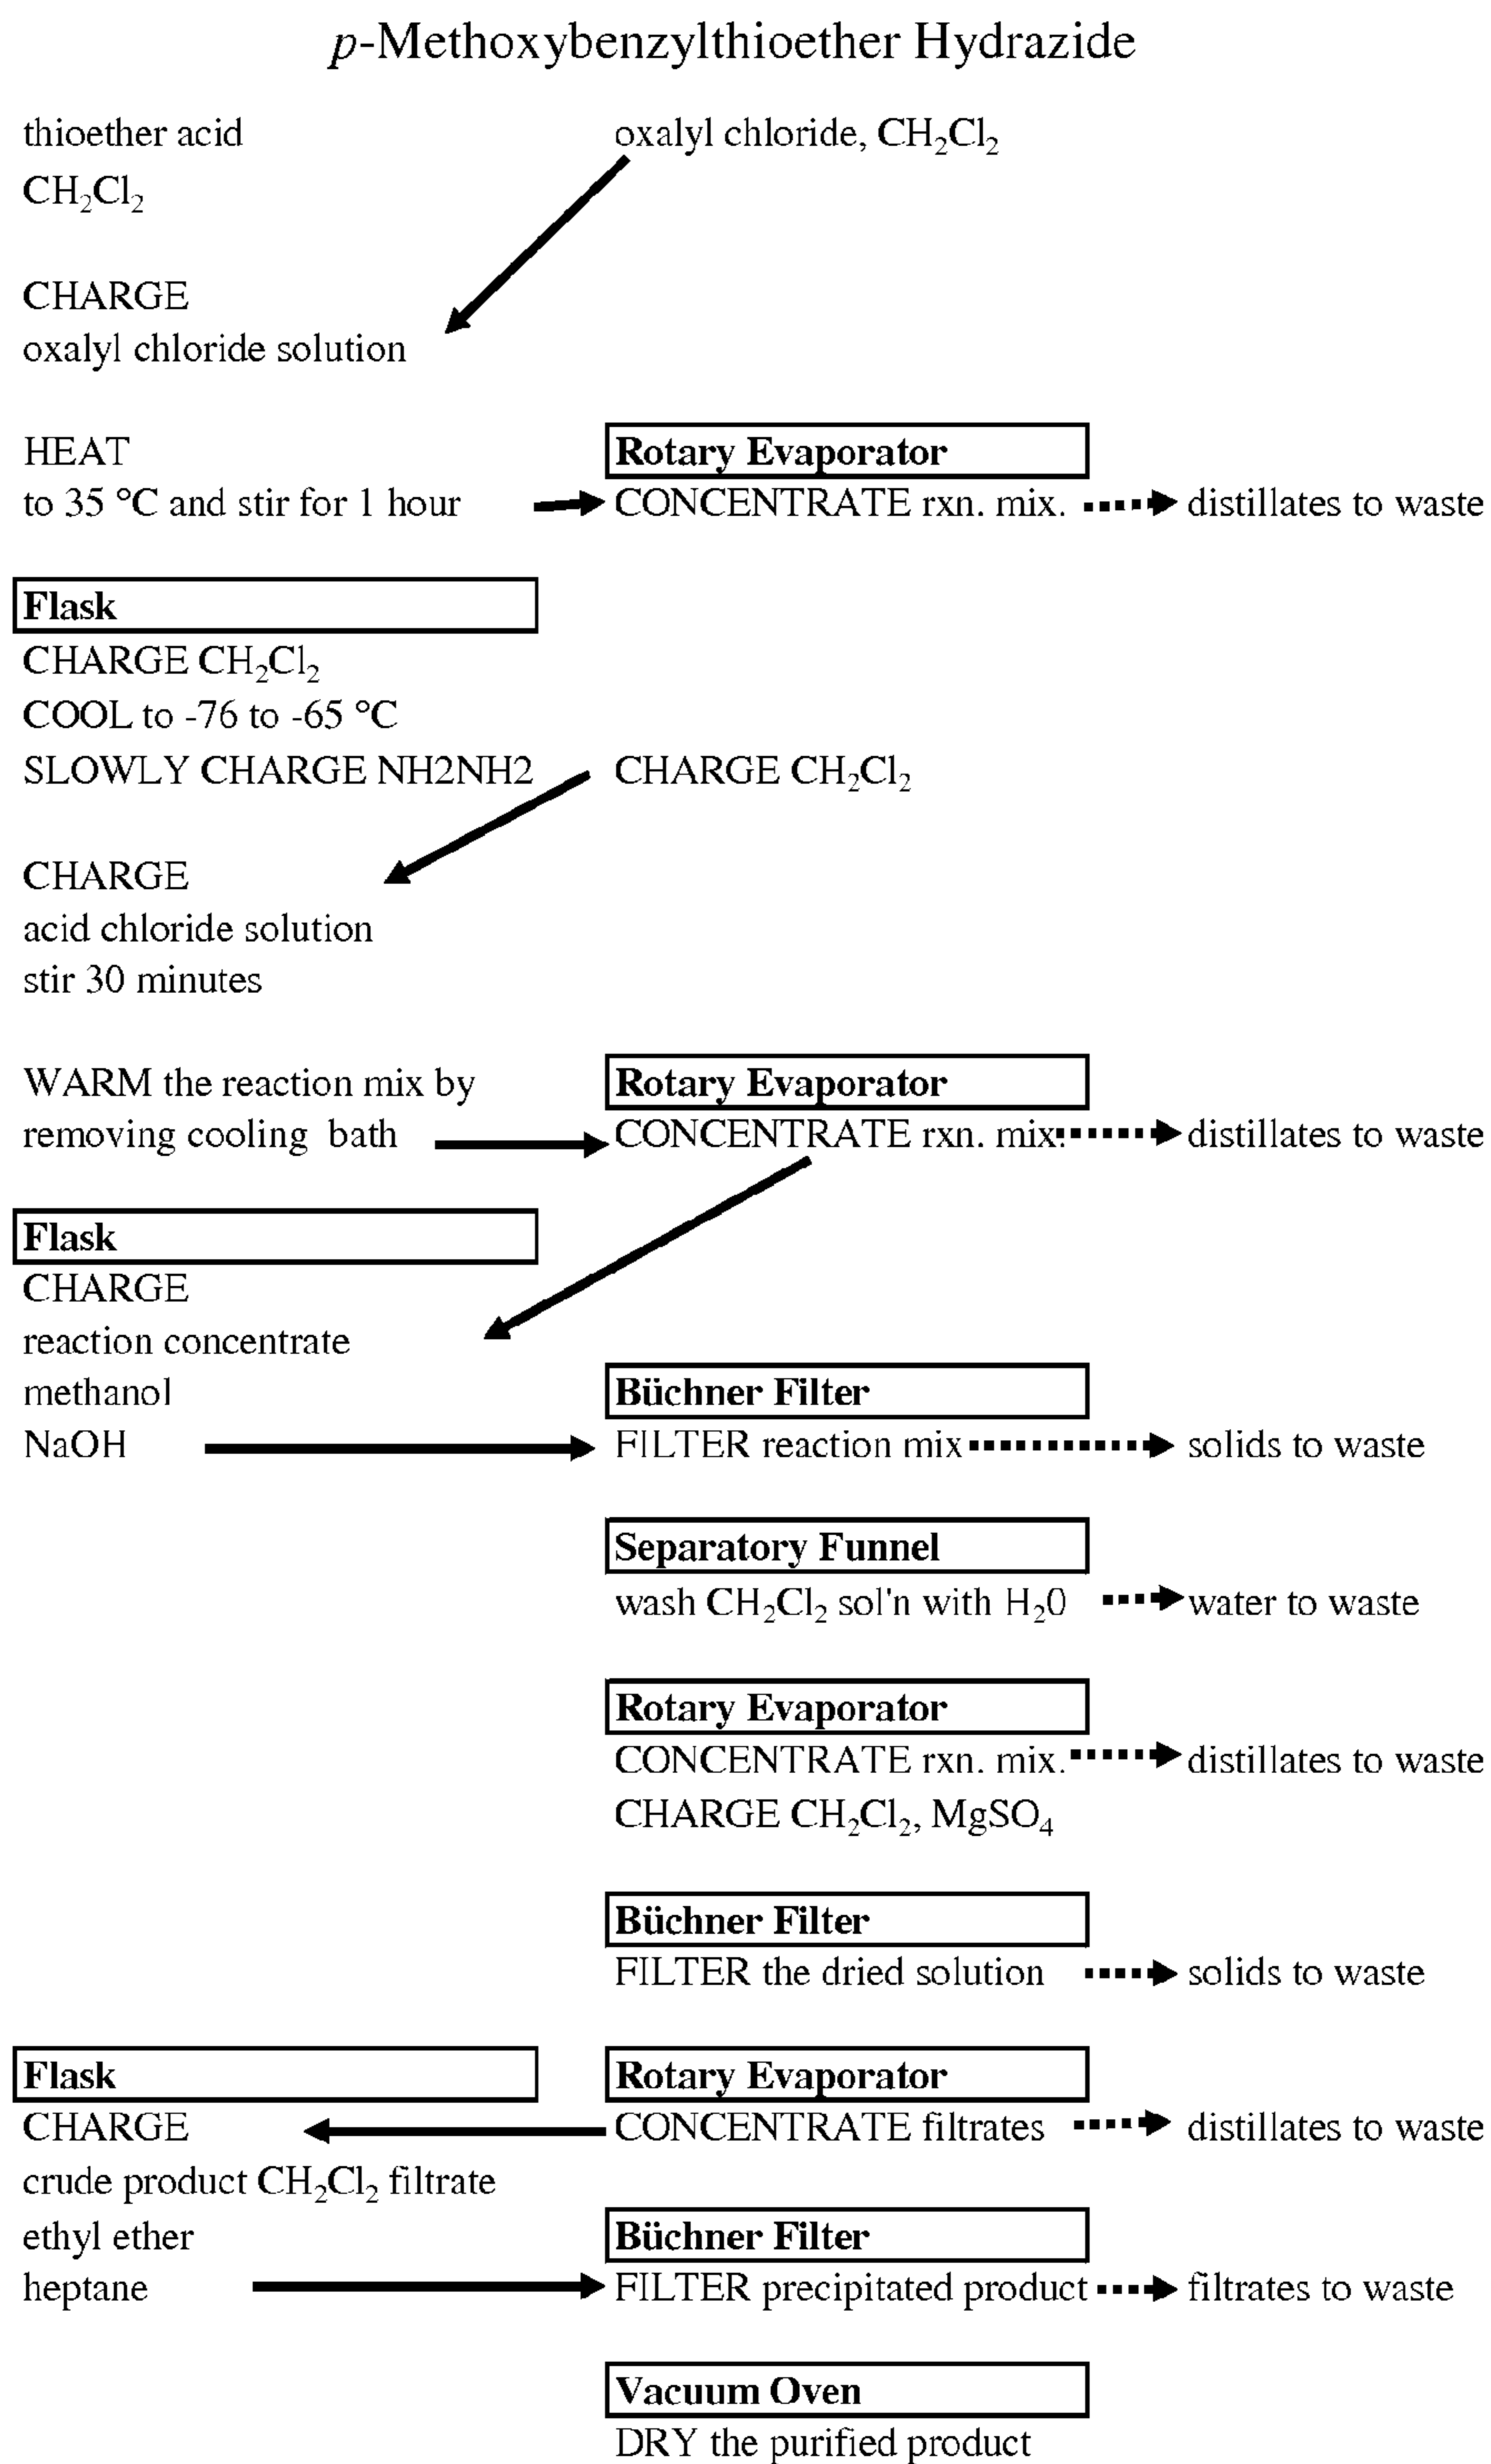 p-Methoxybenzylthioether Hydrazide
thioether acid
oxalyl chloride, CH₂Cl₂
CH₂Cl₂
CHARGE
oxalyl chloride solution
HEAT
to 35 °C and stir for 1 hour
Rotary Evaporator
CONCENTRATE rxn. mix.
distillates to waste
Flask
CHARGE CH₂Cl₂
COOL to -76 to -65 °C
SLOWLY CHARGE NH2NH2
CHARGE CH₂Cl₂
CHARGE
acid chloride solution
stir 30 minutes
WARM the reaction mix by
removing cooling bath
Rotary Evaporator
CONCENTRATE rxn. mix.
distillates to waste
Flask
CHARGE
reaction concentrate
methanol
NaOH
Büchner Filter
FILTER reaction mix
solids to waste
Separatory Funnel
wash CH₂Cl₂ sol'n with H₂0
water to waste
Rotary Evaporator
CONCENTRATE rxn. mix.
distillates to waste
CHARGE CH₂Cl₂, MgSO₄
Büchner Filter
FILTER the dried solution
solids to waste
Flask
Rotary Evaporator
CHARGE
CONCENTRATE filtrates
distillates to waste
crude product CH₂Cl₂ filtrate
ethyl ether
heptane
Büchner Filter
FILTER precipitated product
filtrates to waste
Vacuum Oven
DRY the purified product